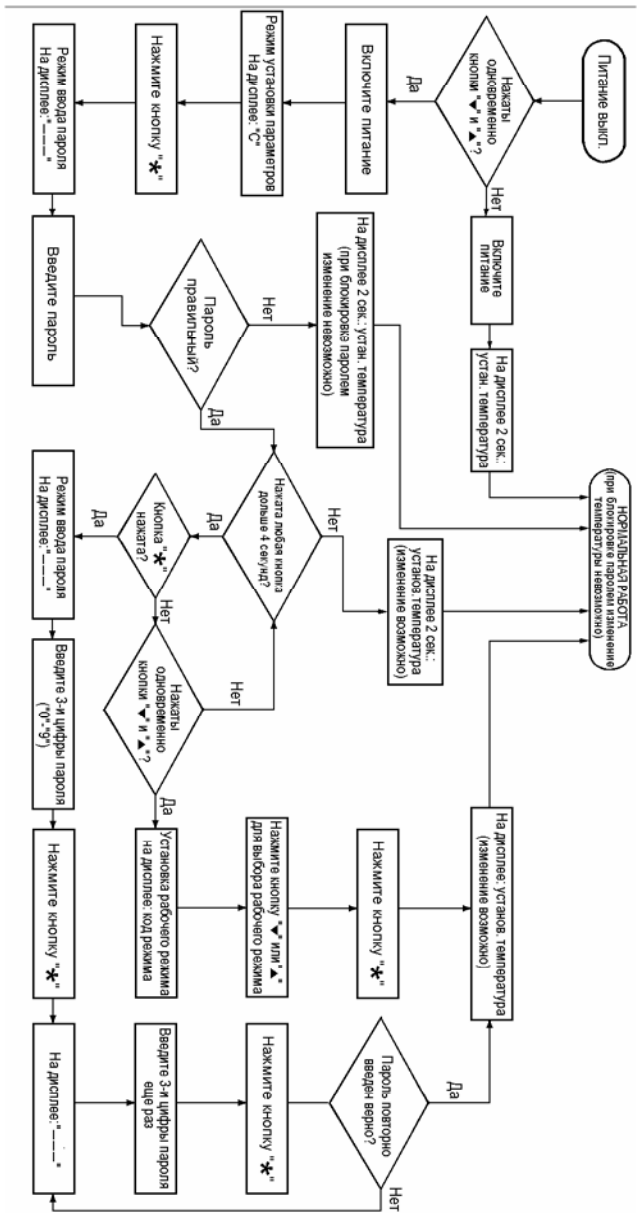 Питание выкл.
Нажаты
одновременно
кнопки "▼" и "▲"?
Да
Нет
Включите питание
Режим установки параметров
На дисплее: "С"
Нажмите кнопку "*"
Режим ввода пароля
На дисплее:"———"
Введите пароль
Пароль
правильный?
Нет
Да
На дисплее 2 сек.: устан. температура
(при блокировка паролем
изменение невозможно)
Включите
питание
На дисплее 2 сек.:
устан. температура
НОРМАЛЬНАЯ РАБОТА
(при блокировке паролем изменение
температуры невозможно)
Нажата любая кнопка
дольше 4 секунд?
Нет
Да
На дисплее 2 сек.:
установ.температура
(изменение возможно)
Кнопка "*"
нажата?
Да
Нет
Режим ввода пароля
На дисплее:"———"
Нажаты
одновременно
кнопки "▼" и "▲"?
Нет
Да
Введите 3-и цифры пароля
("0"-"9")
Нажмите кнопку "*"
На дисплее:"———"
Установка рабочего режима
на дисплее: код режима
Нажмите кнопку "▼" или "▲"
для выбора рабочего режима
Нажмите кнопку "*"
На дисплее: установ. температура
(изменение возможно)
Введите 3-и цифры пароля
еще раз
Нажмите кнопку "*"
Пароль повторно
введен верно?
Да
Нет